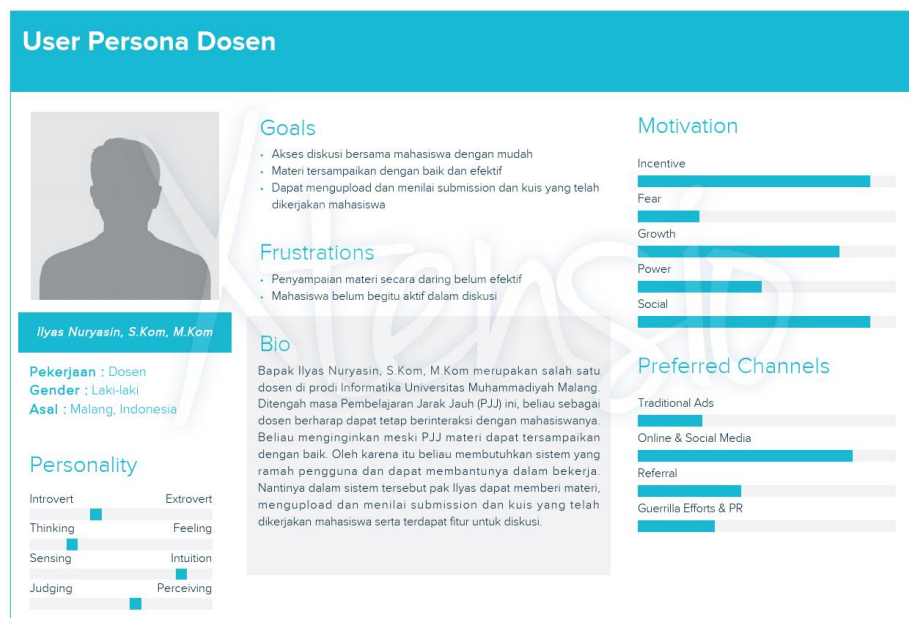 User Persona Dosen
Ilyas Nuryasin, S.Kom, M.Kom
Pekerjaan : Dosen
Gender : Laki-laki
Asal : Malang, Indonesia
Personality
Introvert Extrovert
Thinking Feeling
Sensing Intuition
Judging Perceiving
Goals
• Akses diskusi bersama mahasiswa dengan mudah
• Materi tersampaikan dengan baik dan efektif
• Dapat mengupload dan menilai submission dan kuis yang telah
dikerjakan mahasiswa
Frustrations
• Penyampaian materi secara daring belum efektif
• Mahasiswa belum begitu aktif dalam diskusi
Bio
Bapak Ilyas Nuryasin, S.Kom, M.Kom merupakan salah satu
dosen di prodi Informatika Universitas Muhammadiyah Malang.
Ditengah masa Pembelajaran Jarak Jauh (PJJ) ini, beliau sebagai
dosen berharap dapat tetap berinteraksi dengan mahasiswanya.
Beliau menginginkan meski PJJ materi dapat tersampaikan
dengan baik. Oleh karena itu beliau membutuhkan sistem yang
ramah pengguna dan dapat membantunya dalam bekerja.
Nantinya dalam sistem tersebut pak Ilyas dapat memberi materi,
mengupload dan menilai submission dan kuis yang telah
dikerjakan mahasiswa serta terdapat fitur untuk diskusi.
Motivation
Incentive
Fear
Growth
Power
Social
Preferred Channels
Traditional Ads
Online & Social Media
Referral
Guerrilla Efforts & PR
Xtensio